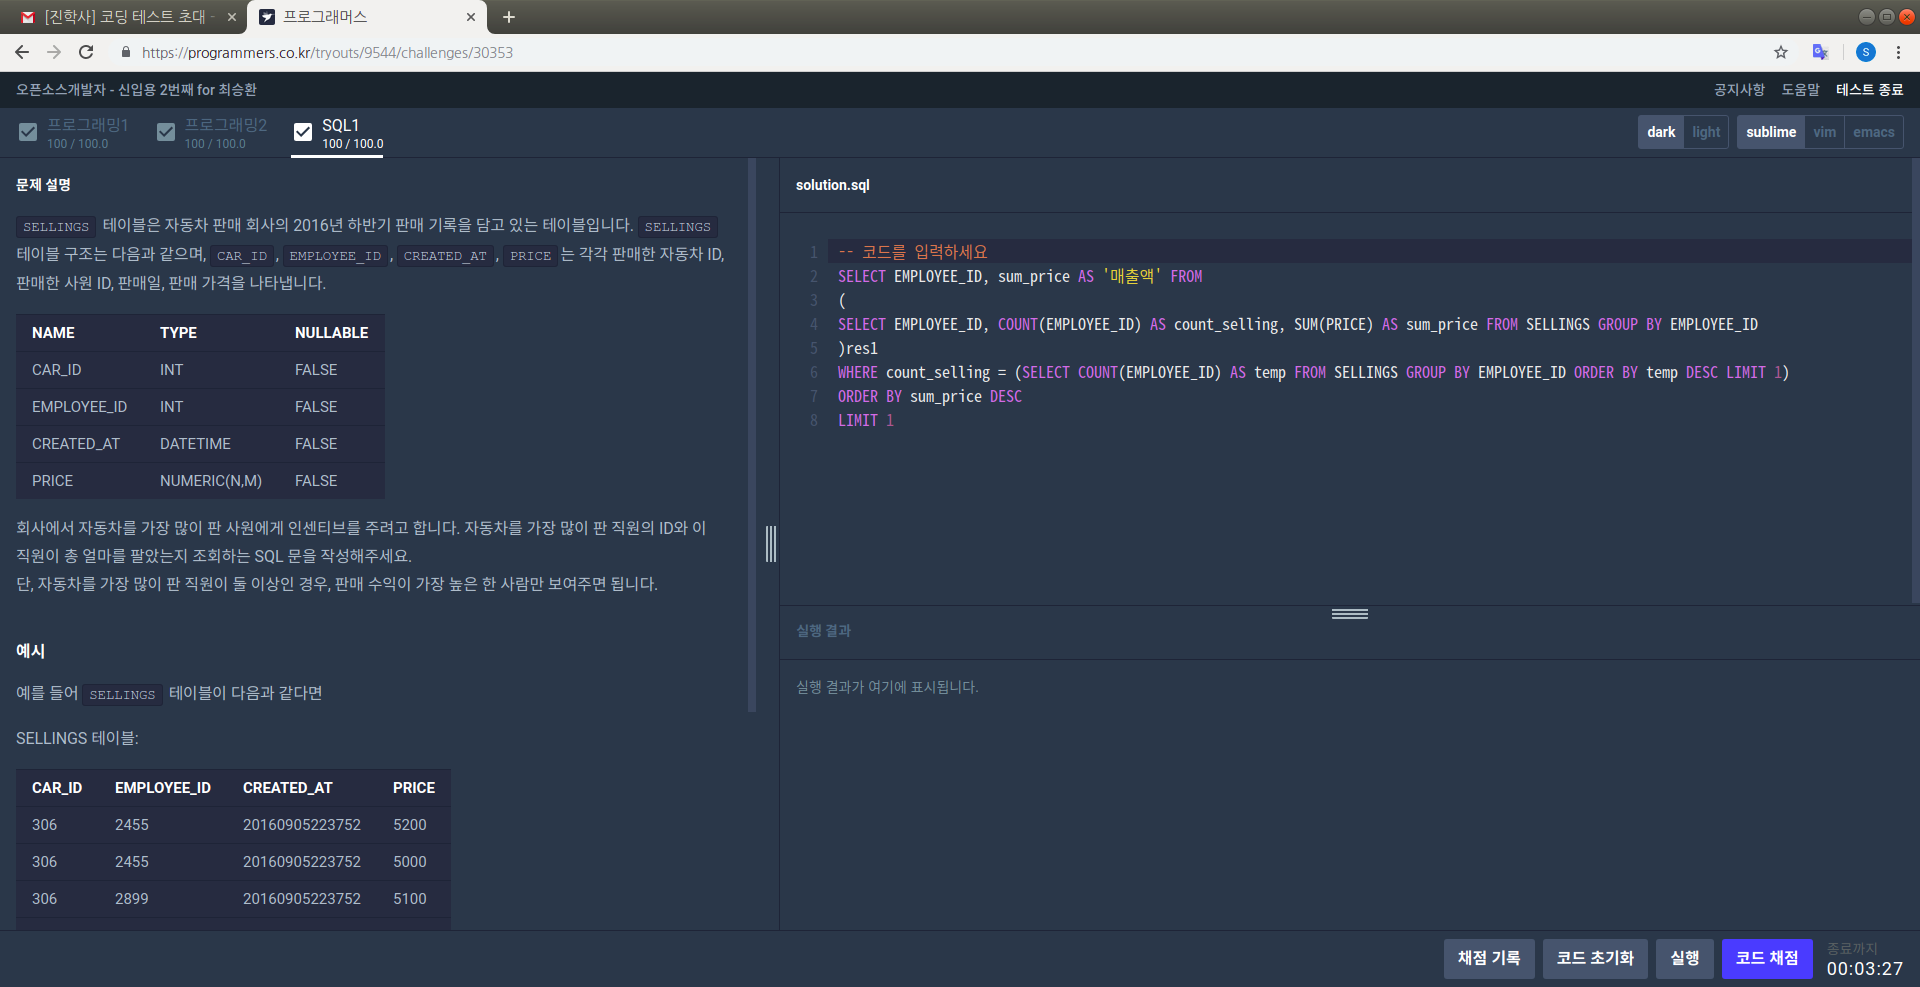 [진학사] 코딩 테스트 초대 -
프로그래머스
https://programmers.co.kr/tryouts/9544/challenges/30353
S
오픈소스개발자 - 신입용 2번째 for 최승환
공지사항 도움말 테스트 종료
프로그래밍1
100 / 100.0
프로그래밍2
100 / 100.0
SQL1
100 / 100.0
dark light sublime vim emacs
문제 설명
SELLINGS 테이블은 자동차 판매 회사의 2016년 하반기 판매 기록을 담고 있는 테이블입니다. SELLINGS
테이블 구조는 다음과 같으며, CAR_ID , EMPLOYEE_ID , CREATED_AT , PRICE 는 각각 판매한 자동차 ID,
판매한 사원 ID, 판매일, 판매 가격을 나타냅니다.
NAME TYPE NULLABLE
CAR_ID INT FALSE
EMPLOYEE_ID INT FALSE
CREATED_AT DATETIME FALSE
PRICE NUMERIC(N,M) FALSE
회사에서 자동차를 가장 많이 판 사원에게 인센티브를 주려고 합니다. 자동차를 가장 많이 판 직원의 ID와 이
직원이 총 얼마를 팔았는지 조회하는 SQL 문을 작성해주세요.
단, 자동차를 가장 많이 판 직원이 둘 이상인 경우, 판매 수익이 가장 높은 한 사람만 보여주면 됩니다.
예시
예를 들어 SELLINGS 테이블이 다음과 같다면
SELLINGS 테이블:
CAR_ID EMPLOYEE_ID CREATED_AT PRICE
306 2455 20160905223752 5200
306 2455 20160905223752 5000
306 2899 20160905223752 5100
solution.sql
1 -- 코드를 입력하세요
2 SELECT EMPLOYEE_ID, sum_price AS '매출액' FROM
3 (
4 SELECT EMPLOYEE_ID, COUNT(EMPLOYEE_ID) AS count_selling, SUM(PRICE) AS sum_price FROM SELLINGS GROUP BY EMPLOYEE_ID
5 )res1
6 WHERE count_selling = (SELECT COUNT(EMPLOYEE_ID) AS temp FROM SELLINGS GROUP BY EMPLOYEE_ID ORDER BY temp DESC LIMIT 1)
7 ORDER BY sum_price DESC
8 LIMIT 1
실행 결과
실행 결과가 여기에 표시됩니다.
채점 기록 코드 초기화 실행 코드 채점
종료까지
00:03:27